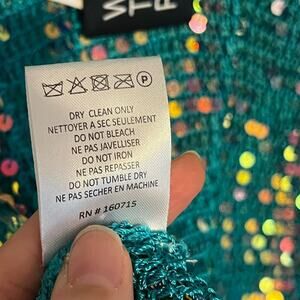 W
T
DRY CLEAN ONLY
NETTOYER A SEC SEULEMENT
DO NOT BLEACH
NE PAS JAVELLISER
DO NOT IRON
NE PAS REPASSER
DO NOT TUMBLE DRY
NE PAS SECHER EN MACHINE
RN # 160715
P